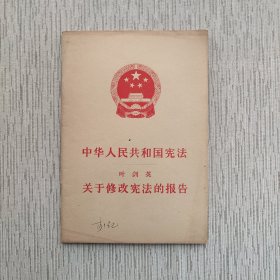 中华人民共和国宪法
叶剑英
关于修改宪法的报告